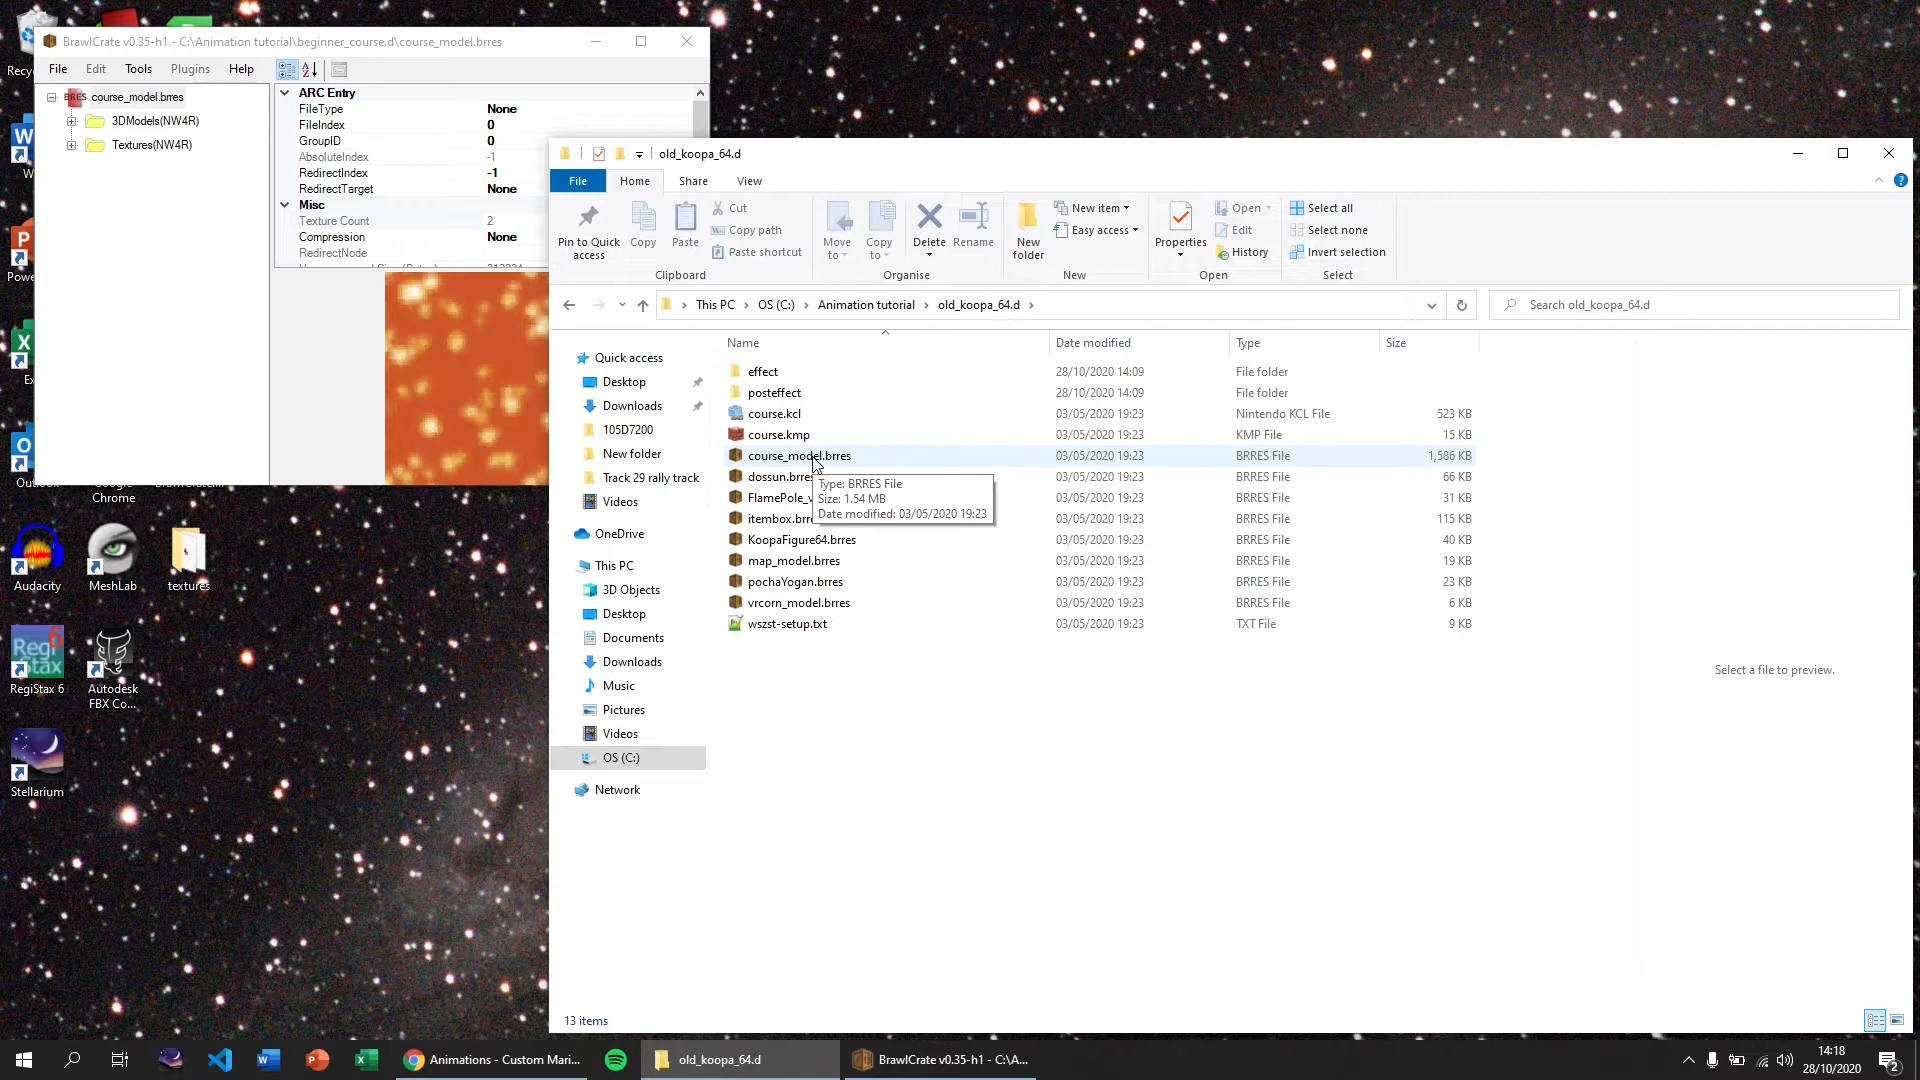 BrawlCrate v0.35-h1 - C:\Animation tutorial\beginner_course.d\course_model.brres
File Edit Tools Plugins Help
BRES course_model.brres
3DModels(NW4R)
Textures(NW4R)
ARC Entry
FileType None
FileIndex 0
GroupID 0
AbsoluteIndex -1
RedirectIndex -1
RedirectTarget None
Misc
Texture Count 2
Compression None
RedirectNode
old_koopa_64.d
File Home Share View
Pin to Quick access
Copy
Paste
Cut
Copy path
Paste shortcut
Clipboard
Move to
Copy to
Delete
Rename
Organise
New folder
New item
Easy access
New
Properties
Open
Edit
History
Open
Select all
Select none
Invert selection
Select
This PC > OS (C:) > Animation tutorial > old_koopa_64.d >
Search old_koopa_64.d
Name Date modified Type Size
Quick access
Desktop
Downloads
105D7200
New folder
Track 29 rally track
Videos
OneDrive
This PC
3D Objects
Desktop
Documents
Downloads
Music
Pictures
Videos
OS (C:)
Network
effect 28/10/2020 14:09 File folder
posteffect 28/10/2020 14:09 File folder
course.kcl 03/05/2020 19:23 Nintendo KCL File 523 KB
course.kmp 03/05/2020 19:23 KMP File 15 KB
course_model.brres 03/05/2020 19:23 BRRES File 1,586 KB
dossun.brres 03/05/2020 19:23 BRRES File 66 KB
FlamePole_v 03/05/2020 19:23 BRRES File 31 KB
itembox.brre 03/05/2020 19:23 BRRES File 115 KB
KoopaFigure64.brres 03/05/2020 19:23 BRRES File 40 KB
map_model.brres 03/05/2020 19:23 BRRES File 19 KB
pochaYogan.brres 03/05/2020 19:23 BRRES File 23 KB
vrcorn_model.brres 03/05/2020 19:23 BRRES File 6 KB
wszst-setup.txt 03/05/2020 19:23 TXT File 9 KB
Type: BRRES File
Size: 1.54 MB
Date modified: 03/05/2020 19:23
Select a file to preview.
13 items
Recy
W
Powe
Ex
Outlook
Google Chrome
Audacity
MeshLab
textures
RegiStax 6
Autodesk FBX Co...
Stellarium
Animations - Custom Mari...
old_koopa_64.d
BrawlCrate v0.35-h1 - C:\A...
14:18
28/10/2020
2